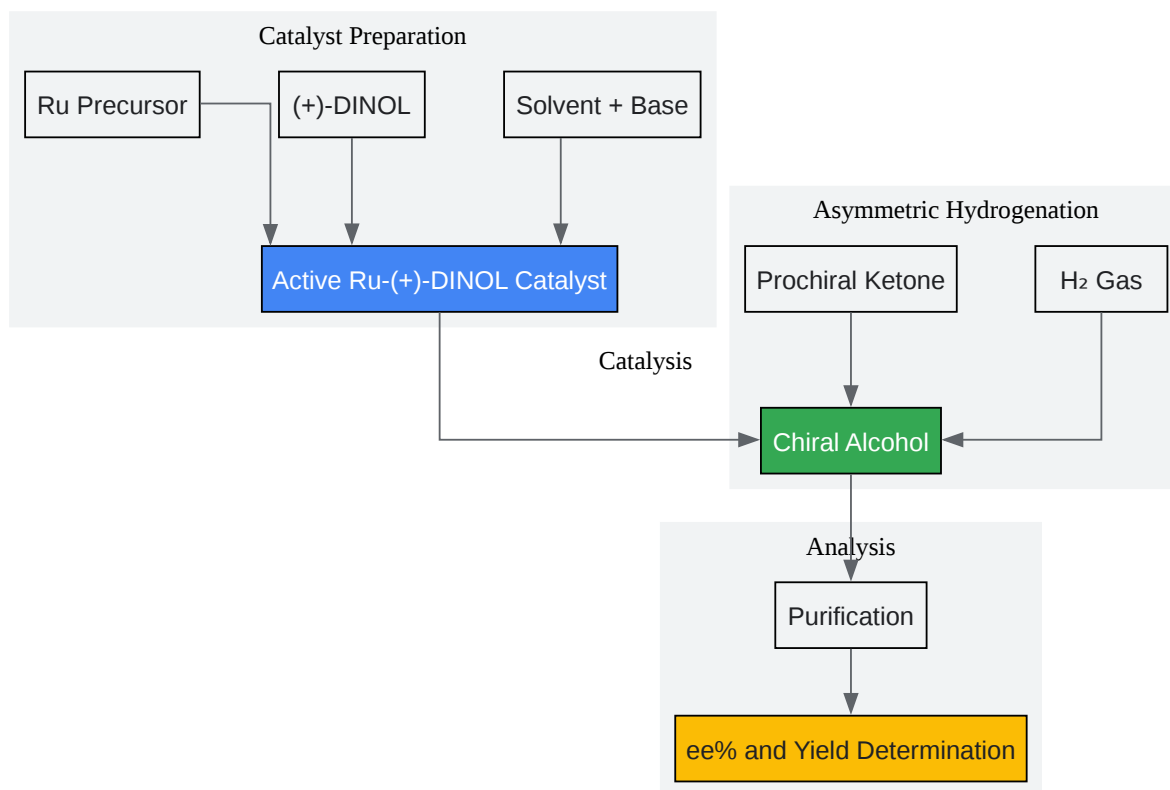 Catalyst Preparation
Ru Precursor
(+)-DINOL
Solvent + Base
Active Ru-(+)-DINOL Catalyst
Catalysis
Asymmetric Hydrogenation
Prochiral Ketone
H₂ Gas
Chiral Alcohol
Analysis
Purification
ee% and Yield Determination